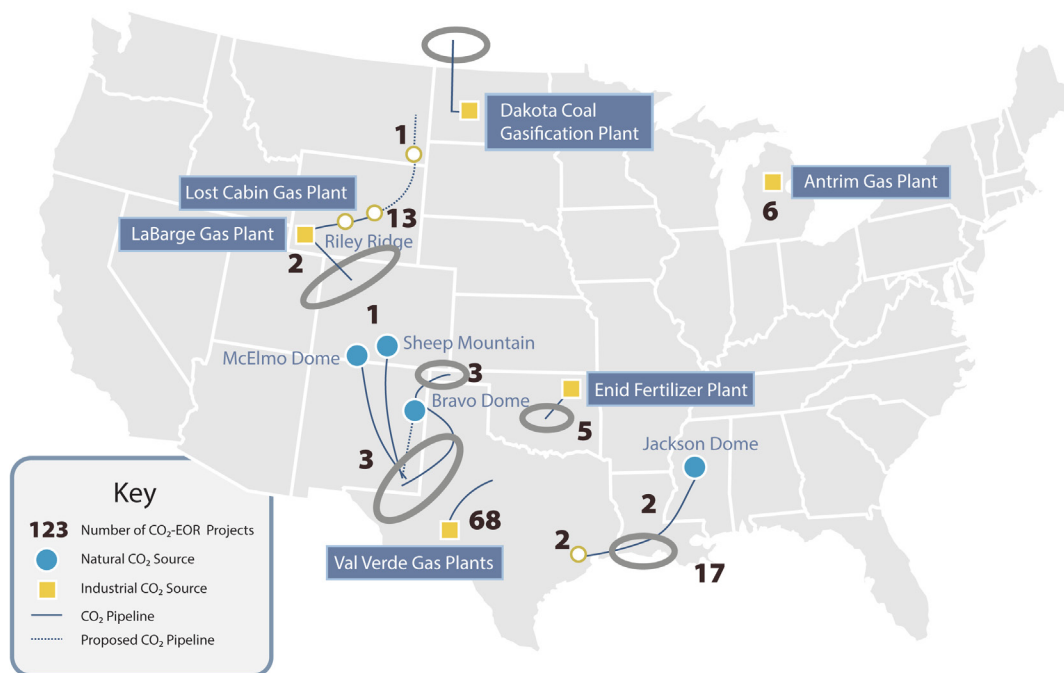 Dakota Coal
Gasification Plant
1
Lost Cabin Gas Plant
Antrim Gas Plant
6
13
LaBarge Gas Plant
Riley Ridge
2
1
Sheep Mountain
McElmo Dome
3
Enid Fertilizer Plant
Bravo Dome
5
3
Jackson Dome
68
2
2
Val Verde Gas Plants
17
Key
123 Number of CO₂-EOR Projects
Natural CO₂ Source
Industrial CO₂ Source
CO₂ Pipeline
Proposed CO₂ Pipeline